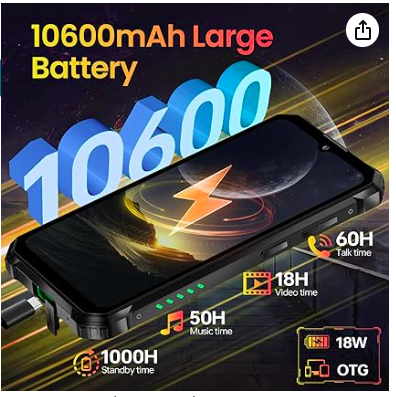 10600mAh Large
Battery
10600
60H
Talk time
18H
Video time
50H
Music time
1000H
Standby time
18W
OTG